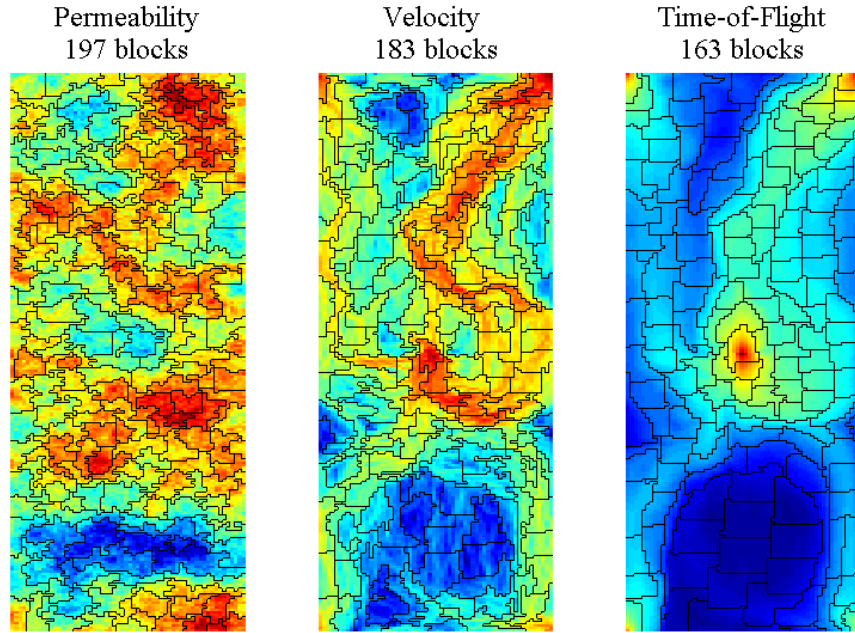 Permeability
197 blocks
Velocity
183 blocks
Time-of-Flight
163 blocks